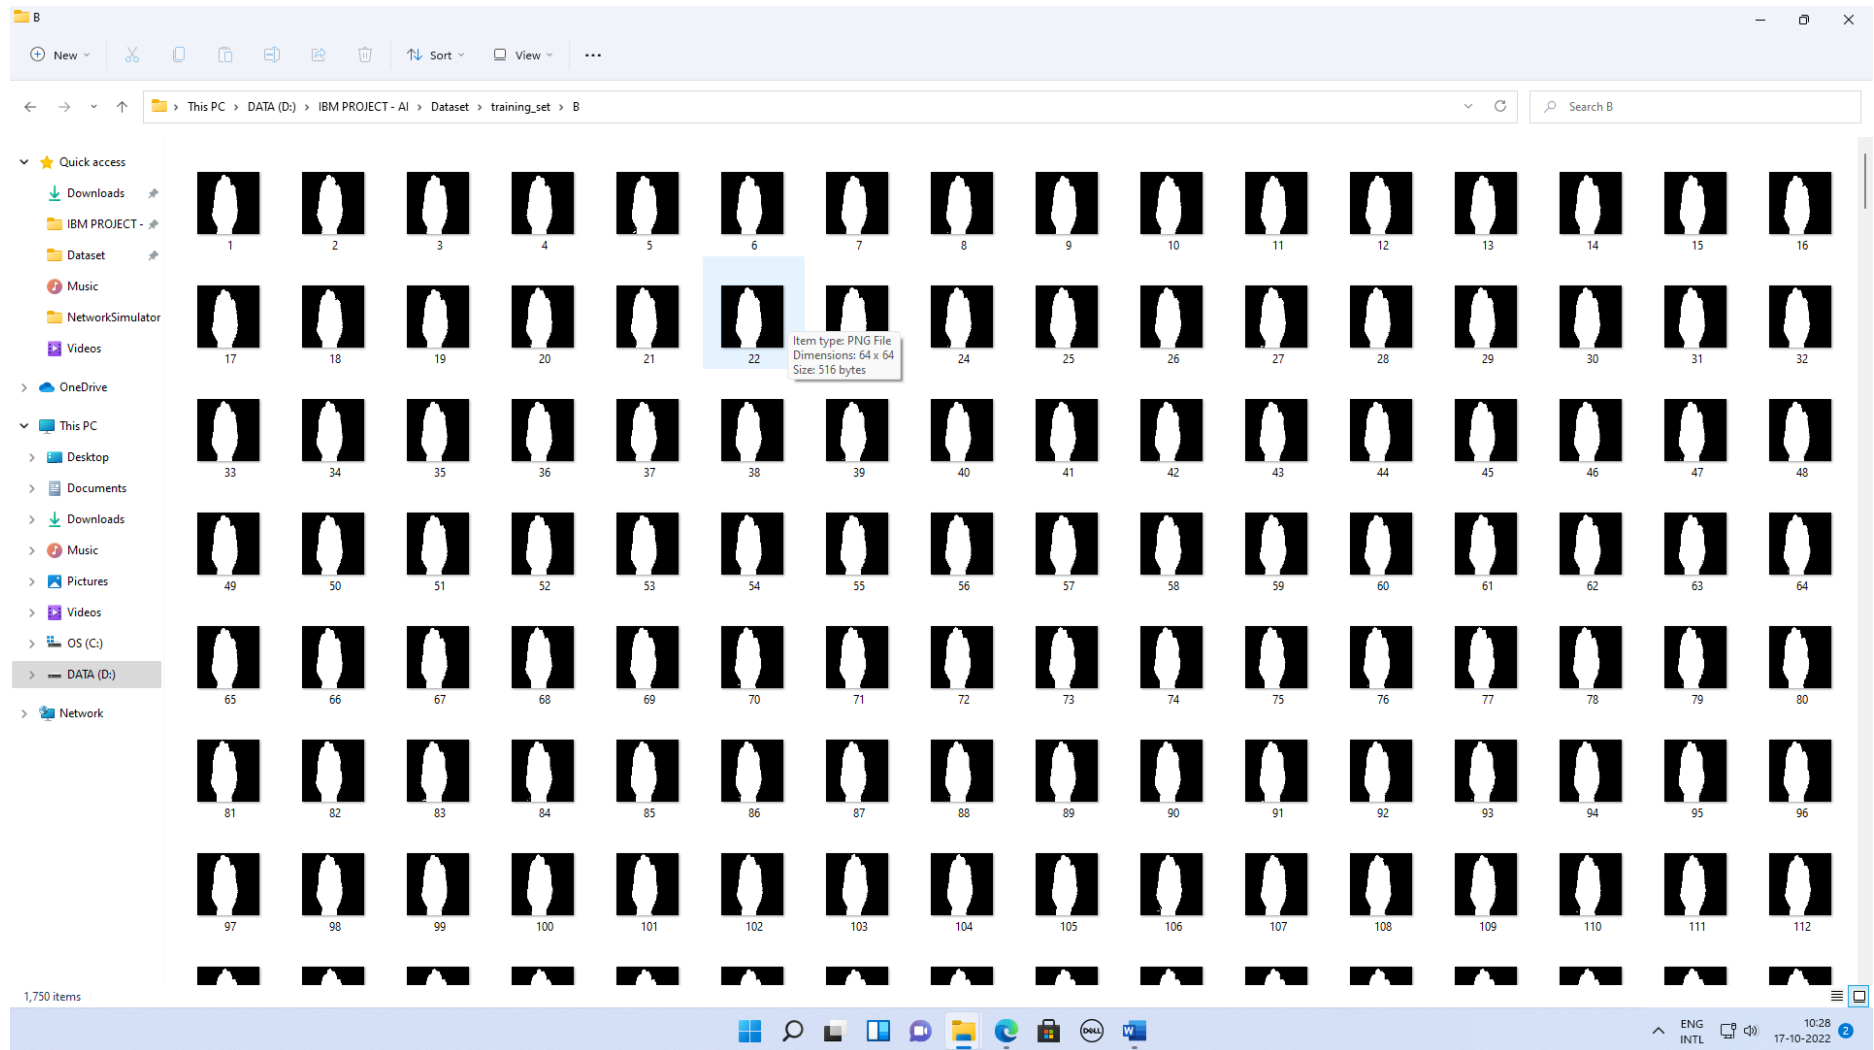 B
New
Sort
View
This PC > DATA (D:) > IBM PROJECT - AI > Dataset > training_set > B
Search B
Quick access
Downloads
IBM PROJECT -
Dataset
Music
NetworkSimulator
Videos
OneDrive
This PC
Desktop
Documents
Downloads
Music
Pictures
Videos
OS (C:)
DATA (D:)
Network
1 2 3 4 5 6 7 8 9 10 11 12 13 14 15 16
17 18 19 20 21 22 24 25 26 27 28 29 30 31 32
Item type: PNG File
Dimensions: 64 x 64
Size: 516 bytes
33 34 35 36 37 38 39 40 41 42 43 44 45 46 47 48
49 50 51 52 53 54 55 56 57 58 59 60 61 62 63 64
65 66 67 68 69 70 71 72 73 74 75 76 77 78 79 80
81 82 83 84 85 86 87 88 89 90 91 92 93 94 95 96
97 98 99 100 101 102 103 104 105 106 107 108 109 110 111 112
1,750 items
DELL
W
ENG
INTL
10:28
17-10-2022
2